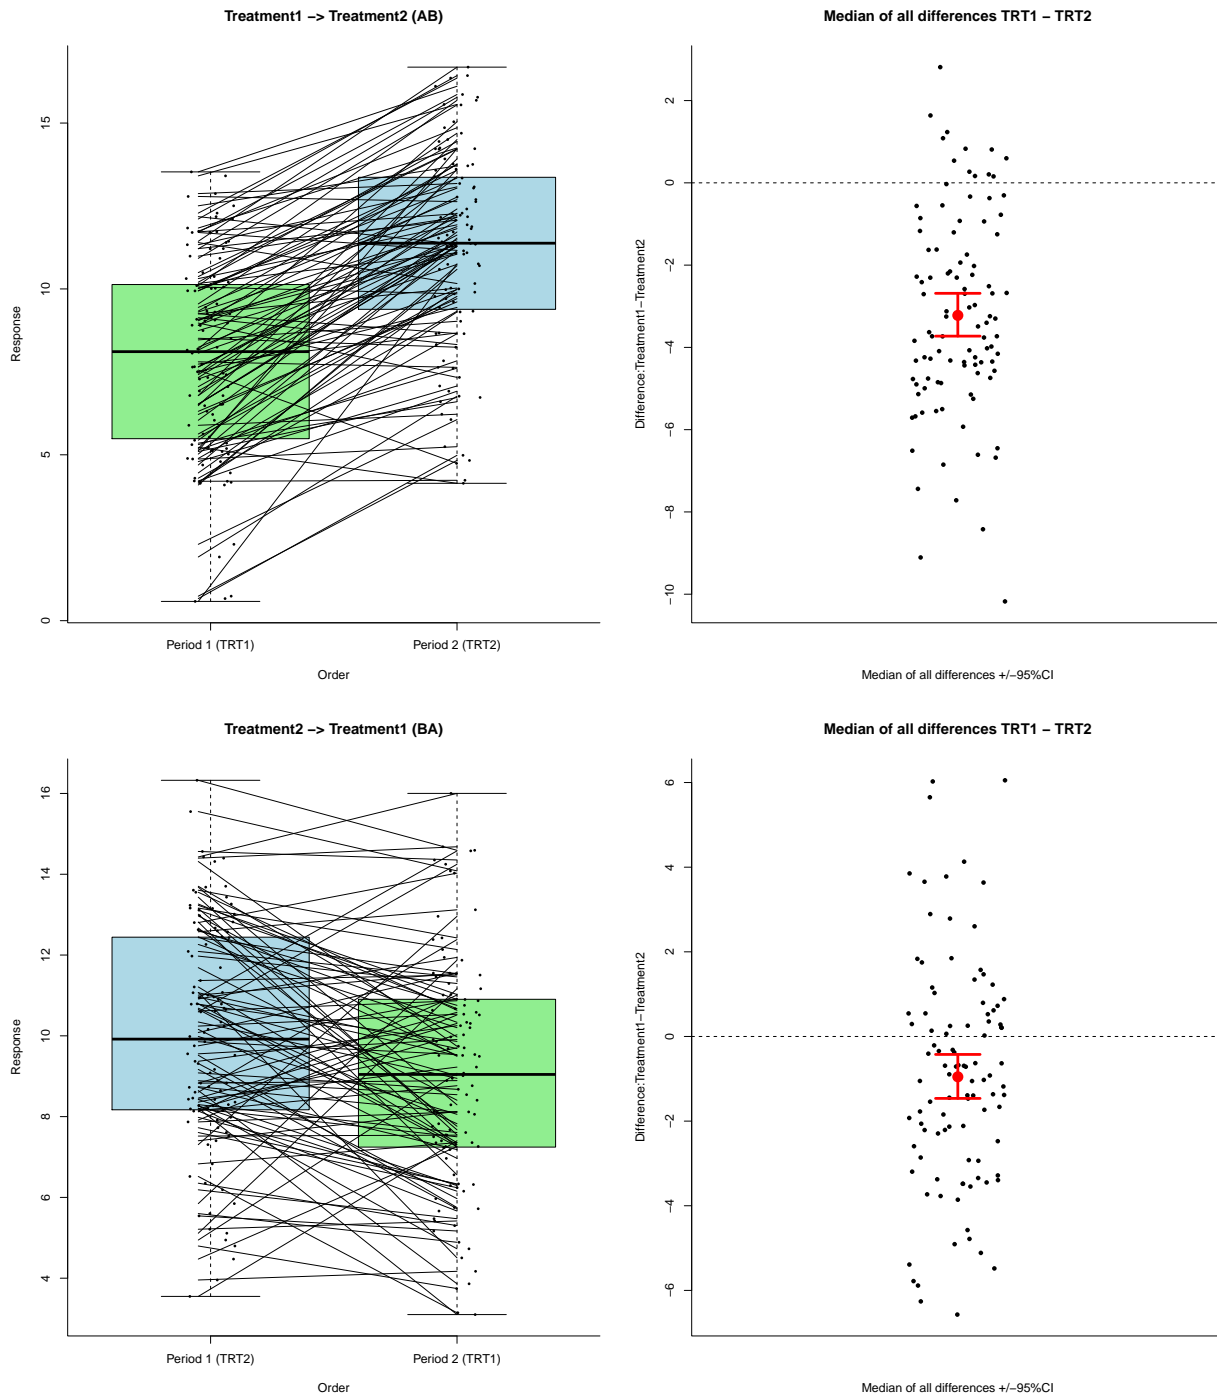 Treatment1 −> Treatment2 (AB)
Response
15
10
5
0
Period 1 (TRT1)
Period 2 (TRT2)
Order
Median of all differences TRT1 − TRT2
Difference:Treatment1−Treatment2
2
0
−2
−4
−6
−8
−10
Median of all differences +/−95%CI
Treatment2 −> Treatment1 (BA)
Response
16
14
12
10
8
6
4
Period 1 (TRT2)
Period 2 (TRT1)
Order
Median of all differences TRT1 − TRT2
Difference:Treatment1−Treatment2
6
4
2
0
−2
−4
−6
Median of all differences +/−95%CI